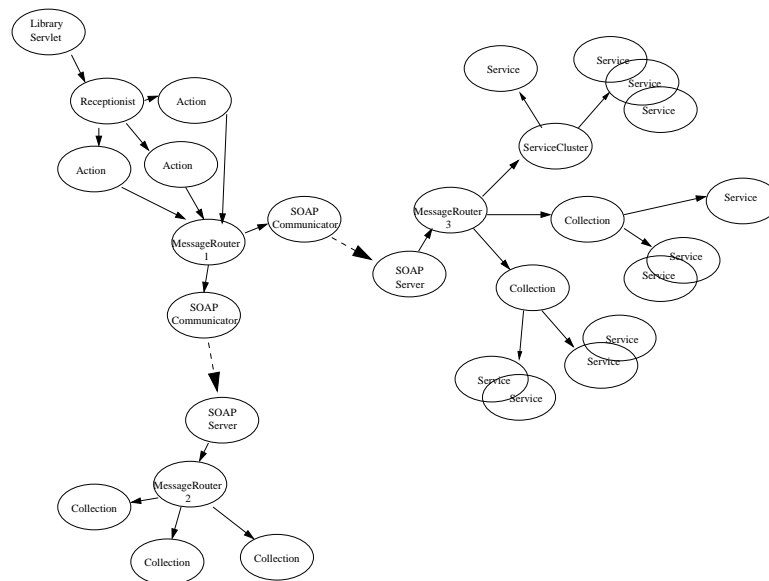 Library
Servlet
Receptionist
Action
Action
Action
MessageRouter
1
SOAP
Communicator
SOAP
Communicator
SOAP
Server
MessageRouter
3
ServiceCluster
Service
Service
Service
Service
Collection
Service
Service
Service
Collection
Service
Service
Service
Service
SOAP
Server
MessageRouter
2
Collection
Collection
Collection